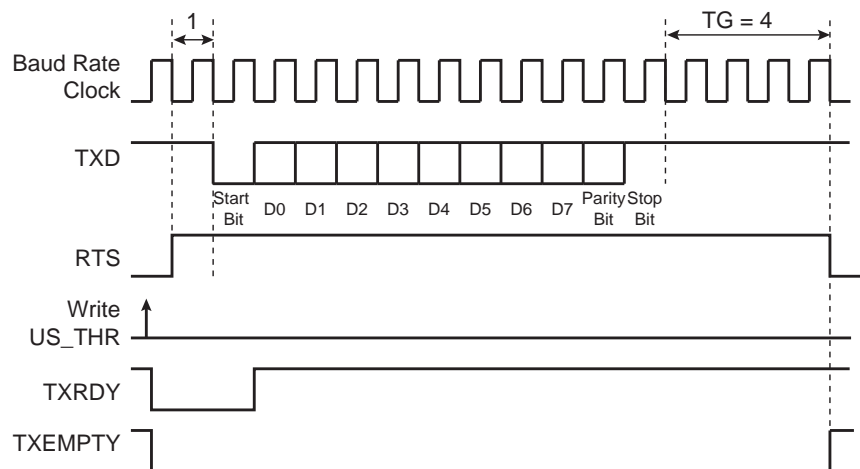 1
TG = 4
Baud Rate
Clock
TXD
Start
Bit
D0
D1
D2
D3
D4
D5
D6
D7
Parity
Bit
Stop
Bit
RTS
Write
US_THR
TXRDY
TXEMPTY